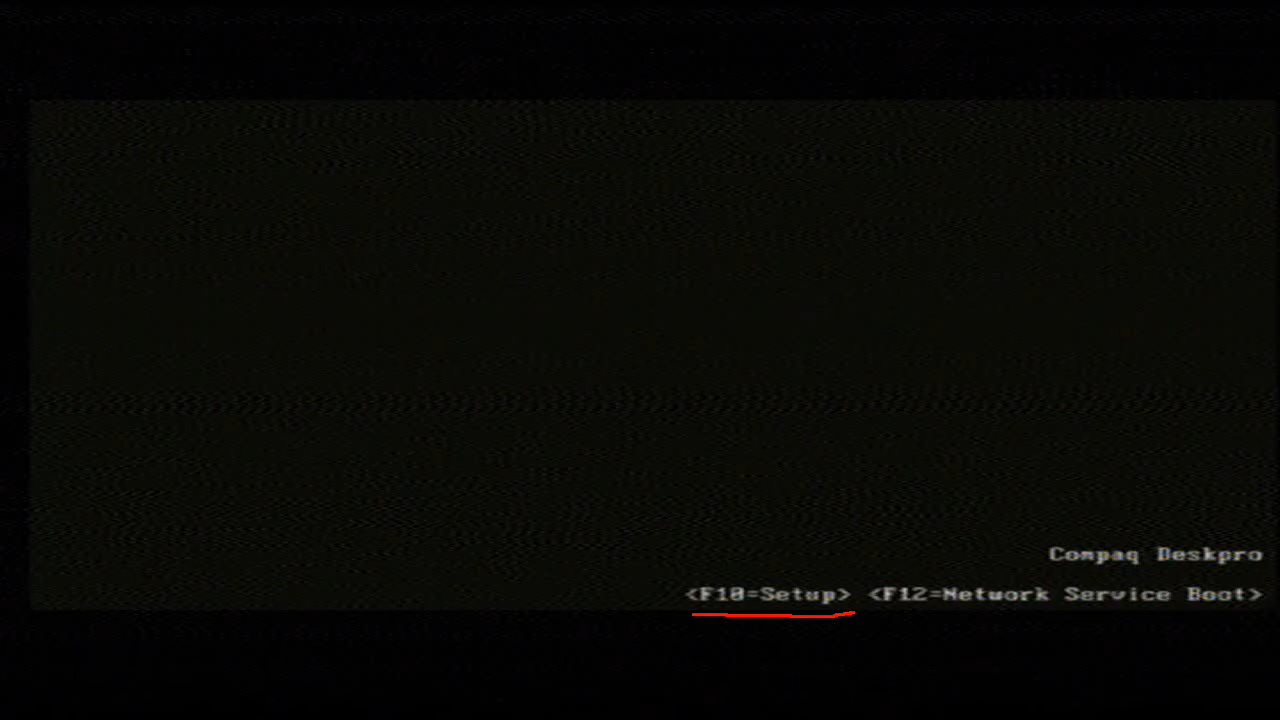 Compaq Deskpro
<F10=Setup> <F12=Network Service Boot>